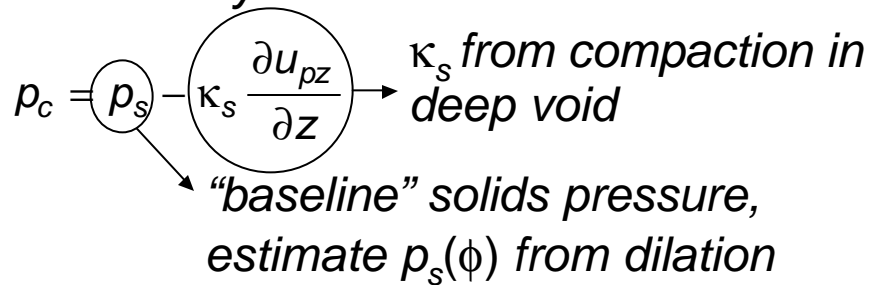 p_c = p_s − κ_s ∂u_pz/∂z
κ_s from compaction in
deep void
"baseline" solids pressure,
estimate p_s(ϕ) from dilation